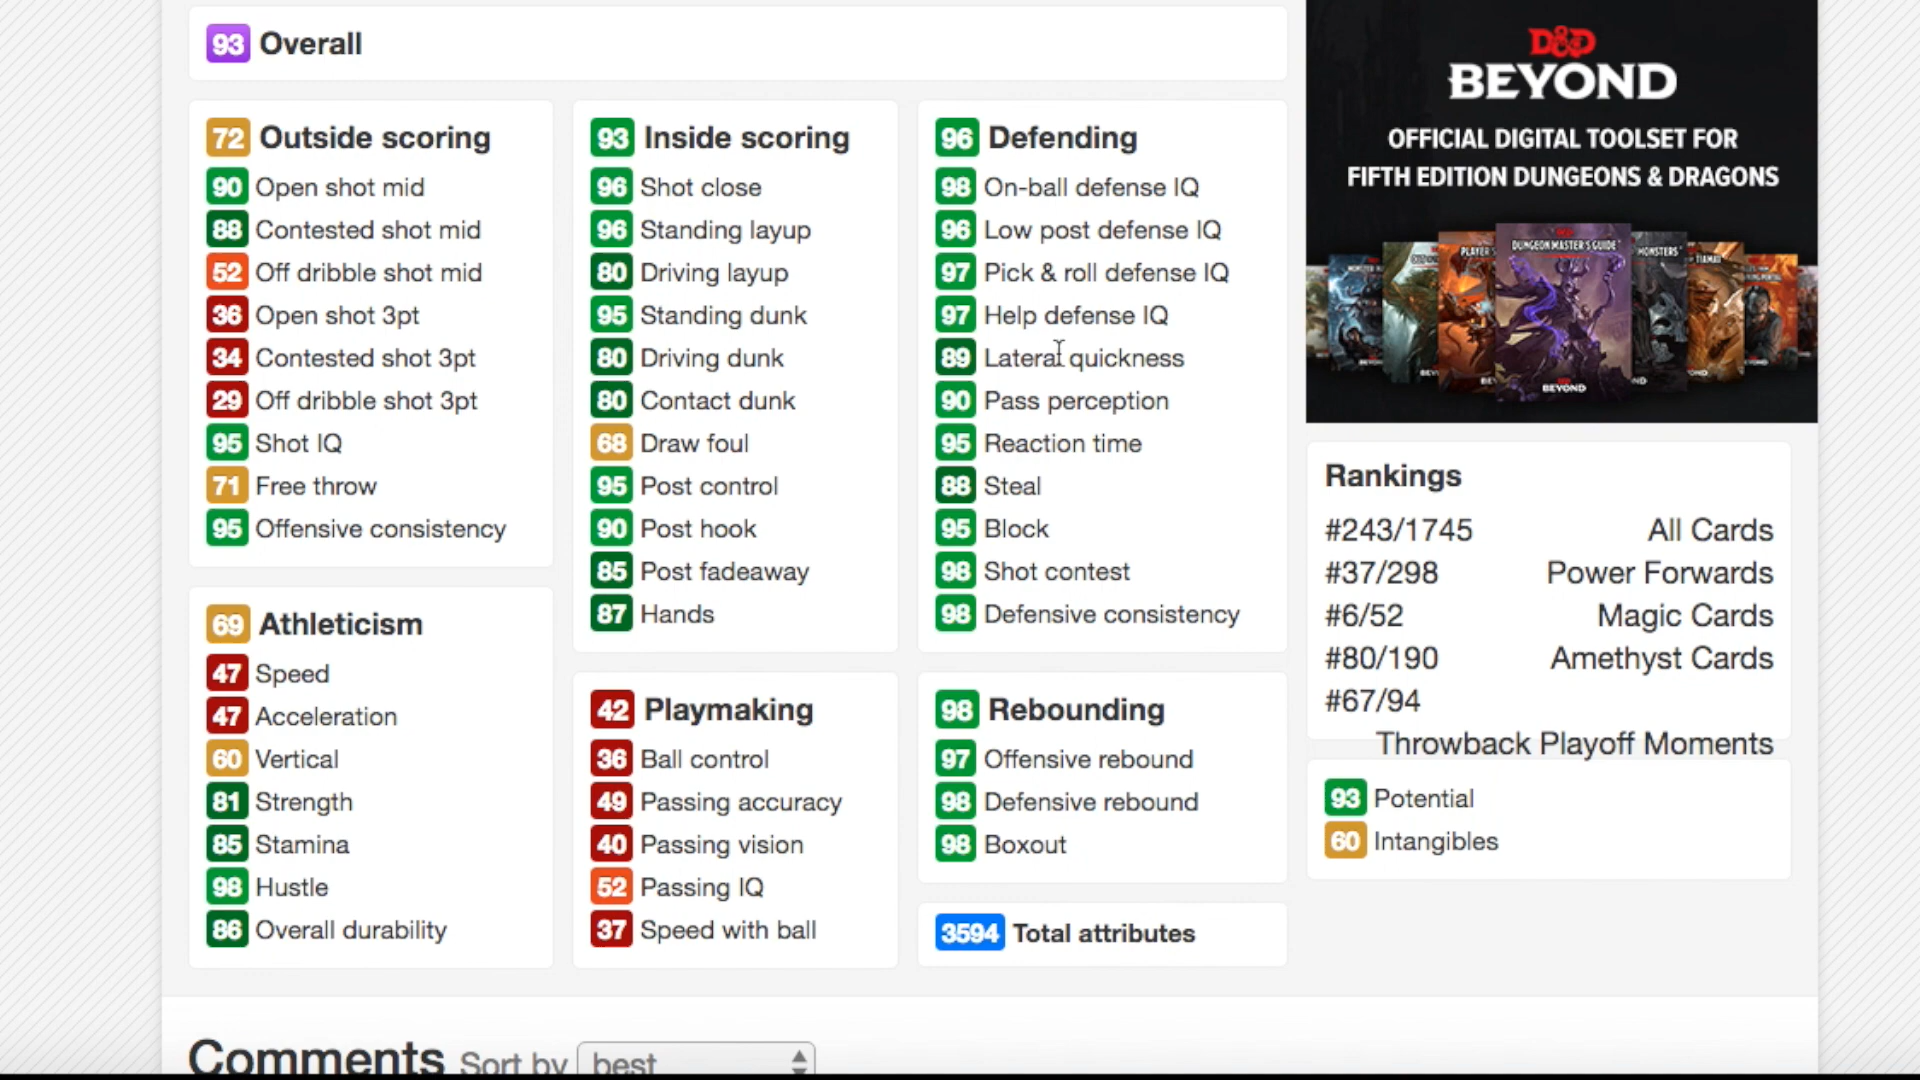 93 Overall
72 Outside scoring
90 Open shot mid
88 Contested shot mid
52 Off dribble shot mid
36 Open shot 3pt
34 Contested shot 3pt
29 Off dribble shot 3pt
95 Shot IQ
71 Free throw
95 Offensive consistency
69 Athleticism
47 Speed
47 Acceleration
60 Vertical
81 Strength
85 Stamina
98 Hustle
86 Overall durability
93 Inside scoring
96 Shot close
96 Standing layup
80 Driving layup
95 Standing dunk
80 Driving dunk
80 Contact dunk
68 Draw foul
95 Post control
90 Post hook
85 Post fadeaway
87 Hands
42 Playmaking
36 Ball control
49 Passing accuracy
40 Passing vision
52 Passing IQ
37 Speed with ball
96 Defending
98 On-ball defense IQ
96 Low post defense IQ
97 Pick & roll defense IQ
97 Help defense IQ
89 Lateral quickness
90 Pass perception
95 Reaction time
88 Steal
95 Block
98 Shot contest
98 Defensive consistency
98 Rebounding
97 Offensive rebound
98 Defensive rebound
98 Boxout
3594 Total attributes
D&D
BEYOND
OFFICIAL DIGITAL TOOLSET FOR
FIFTH EDITION DUNGEONS & DRAGONS
DUNGEON MASTER'S GUIDE
BEYOND
Rankings
#243/1745 All Cards
#37/298 Power Forwards
#6/52 Magic Cards
#80/190 Amethyst Cards
#67/94
Throwback Playoff Moments
93 Potential
60 Intangibles
Comments Sort by best